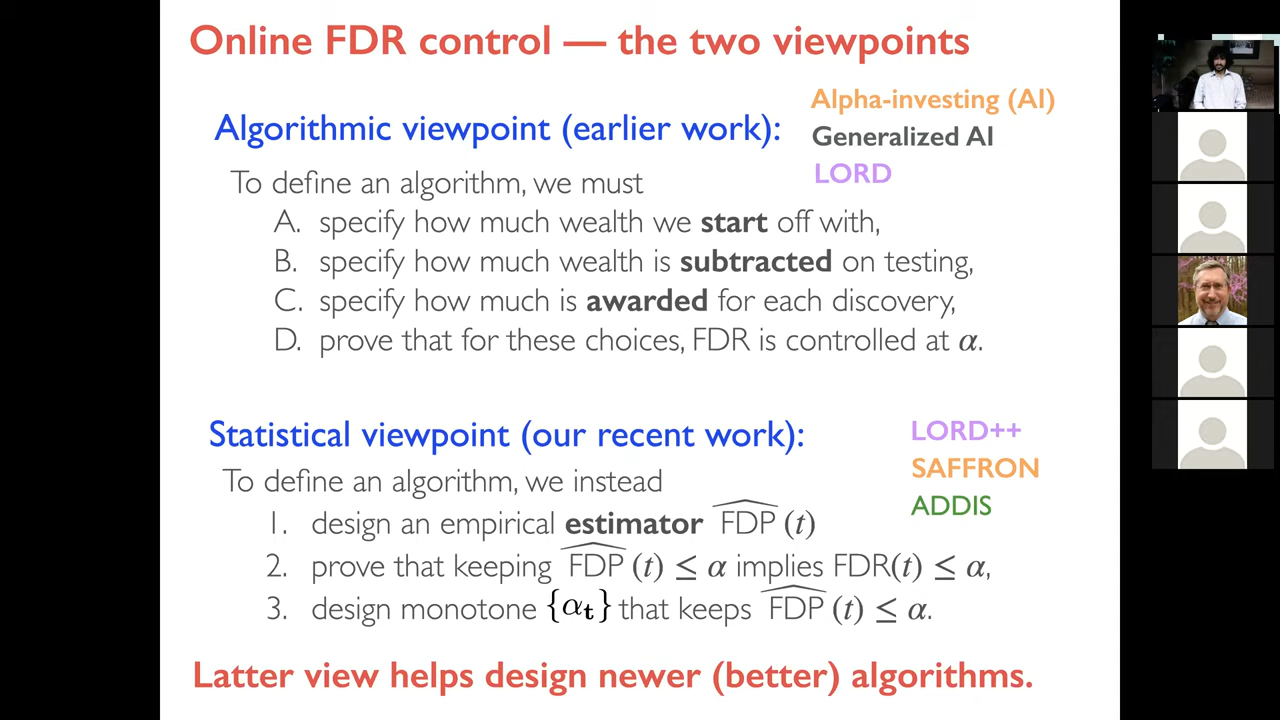 Online FDR control — the two viewpoints
Alpha-investing (AI)
Algorithmic viewpoint (earlier work):
Generalized AI
LORD
To define an algorithm, we must
A. specify how much wealth we start off with,
B. specify how much wealth is subtracted on testing,
C. specify how much is awarded for each discovery,
D. prove that for these choices, FDR is controlled at α.
Statistical viewpoint (our recent work):
LORD++
SAFFRON
ADDIS
To define an algorithm, we instead
1. design an empirical estimator \widehat{FDP}(t)
2. prove that keeping \widehat{FDP}(t) ≤ α implies FDR(t) ≤ α,
3. design monotone {α_t} that keeps \widehat{FDP}(t) ≤ α.
Latter view helps design newer (better) algorithms.